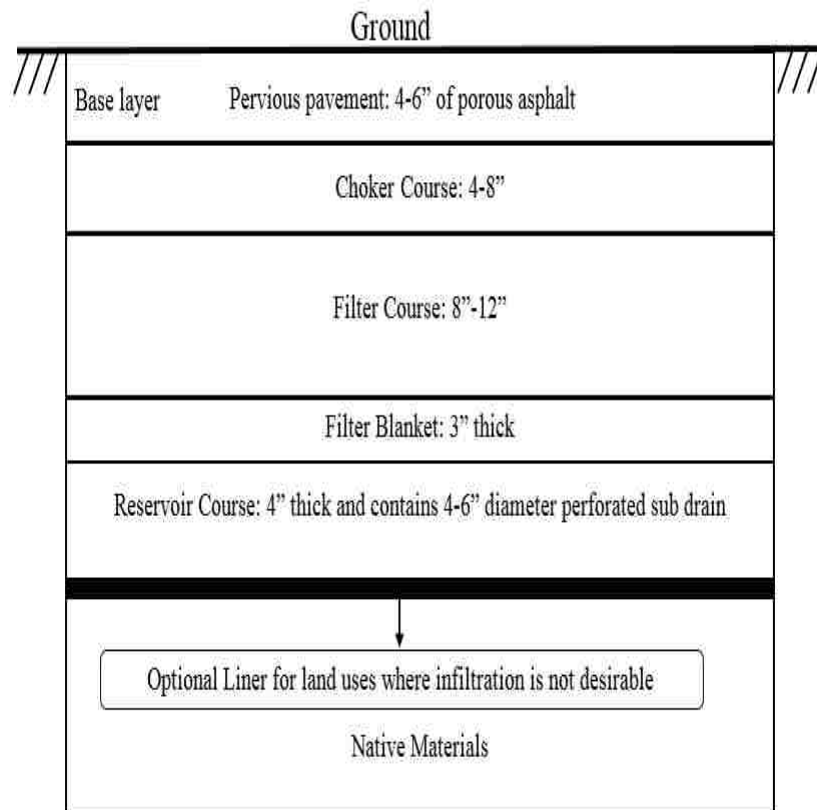 Ground
Base layer Pervious pavement: 4-6” of porous asphalt
Choker Course: 4-8”
Filter Course: 8”-12”
Filter Blanket: 3” thick
Reservoir Course: 4” thick and contains 4-6” diameter perforated sub drain
Optional Liner for land uses where infiltration is not desirable
Native Materials